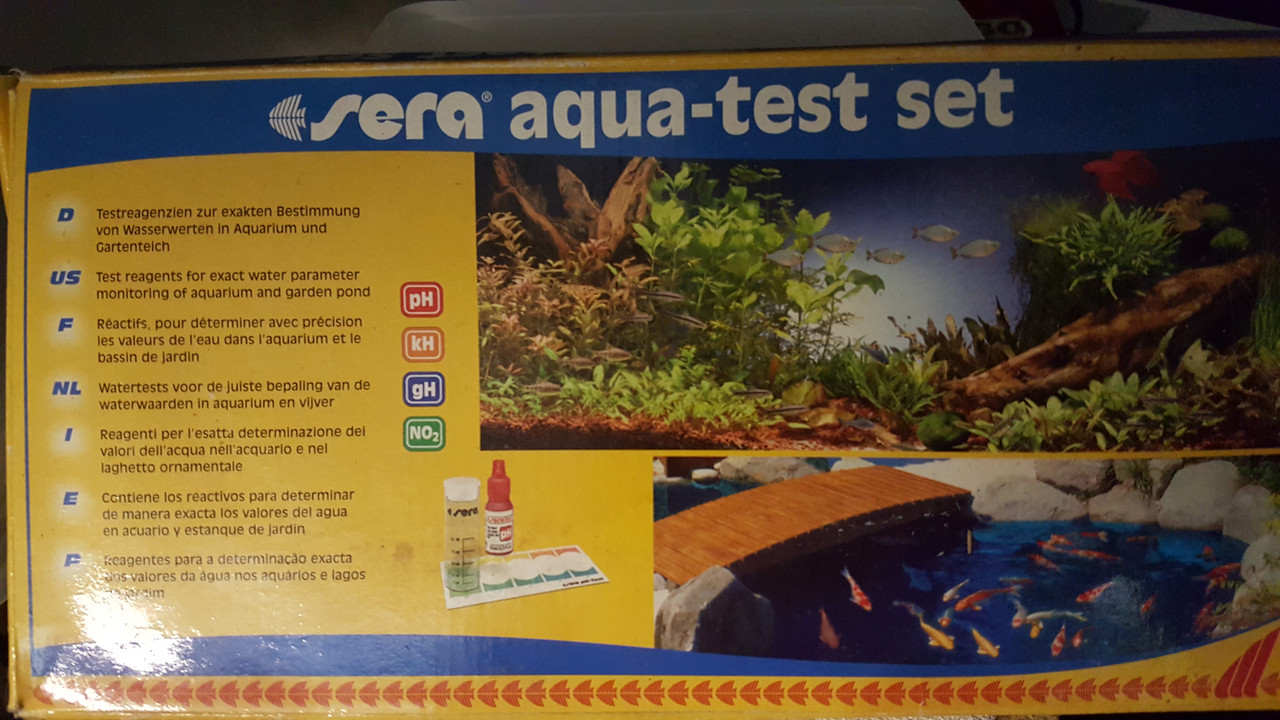 sera® aqua-test set
D
Testreagenzien zur exakten Bestimmung
von Wasserwerten in Aquarium und
Gartenteich
US
Test reagents for exact water parameter
monitoring of aquarium and garden pond
F
Réactifs, pour déterminer avec précision
les valeurs de l'eau dans l'aquarium et le
bassin de jardin
NL
Watertests voor de juiste bepaling van de
waterwaarden in aquarium en vijver
I
Reagenti per l'esatta determinazione dei
valori dell'acqua nell'acquario e nel
laghetto ornamentale
E
Contiene los réactivos para determinar
de manera exacta los valores del agua
en acuario y estanque de jardín
P
Reagentes para a determinação exacta
dos valores da água nos aquários e lagos
de jardim
pH
kH
gH
NO₂
sera
pH